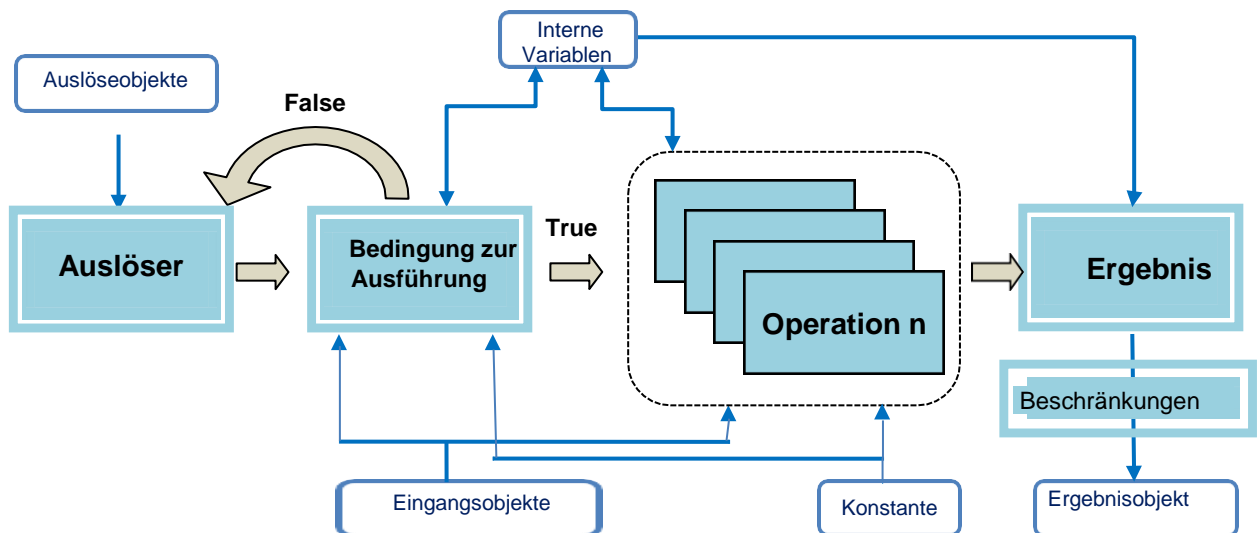 Interne
Variablen
Auslöseobjekte
False
True
Auslöser
Bedingung zur
Ausführung
Operation n
Ergebnis
Beschränkungen
Eingangsobjekte
Konstante
Ergebnisobjekt